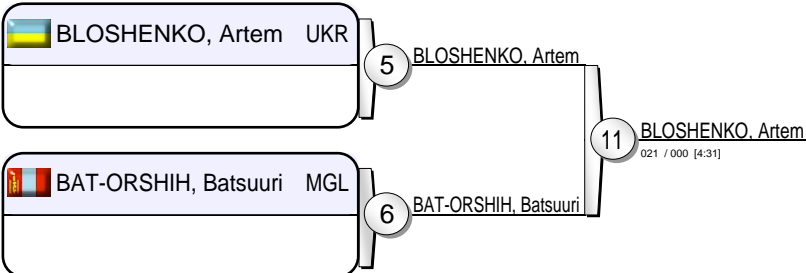 BLOSHENKO, Artem UKR
5
BLOSHENKO, Artem
11
BLOSHENKO, Artem
021 / 000 [4:31]
BAT-ORSHIH, Batsuuri MGL
6
BAT-ORSHIH, Batsuuri